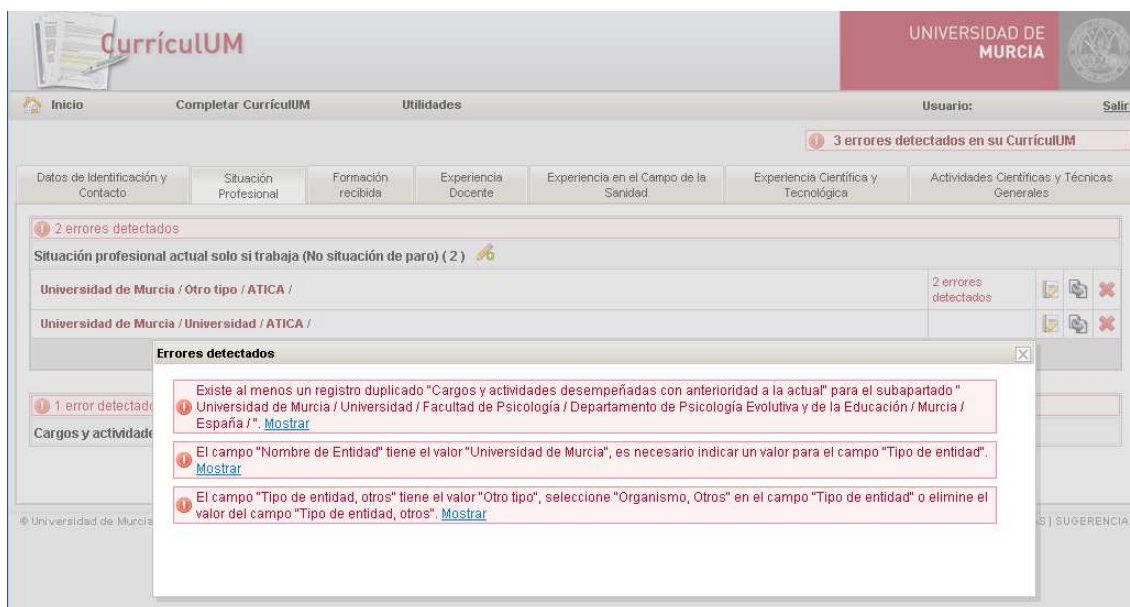 CurrículUM
UNIVERSIDAD DE
MURCIA
Inicio Completar CurrículUM Utilidades Usuario: Salir
3 errores detectados en su CurrículUM
Datos de Identificación y
Contacto
Situación
Profesional
Formación
recibida
Experiencia
Docente
Experiencia en el Campo de la
Sanidad
Experiencia Científica y
Tecnológica
Actividades Científicas y Técnicas
Generales
2 errores detectados
Situación profesional actual solo si trabaja (No situación de paro) ( 2 )
Universidad de Murcia / Otro tipo / ATICA /
2 errores
detectados
Universidad de Murcia / Universidad / ATICA /
Errores detectados
Existe al menos un registro duplicado "Cargos y actividades desempeñadas con anterioridad a la actual" para el subapartado "
Universidad de Murcia / Universidad / Facultad de Psicología / Departamento de Psicología Evolutiva y de la Educación / Murcia /
España / ". Mostrar
El campo "Nombre de Entidad" tiene el valor "Universidad de Murcia", es necesario indicar un valor para el campo "Tipo de entidad".
Mostrar
El campo "Tipo de entidad, otros" tiene el valor "Otro tipo", seleccione "Organismo, Otros" en el campo "Tipo de entidad" o elimine el
valor del campo "Tipo de entidad, otros". Mostrar
1 error detectado
Cargos y actividade
© Universidad de Murcia
S | SUGERENCIA